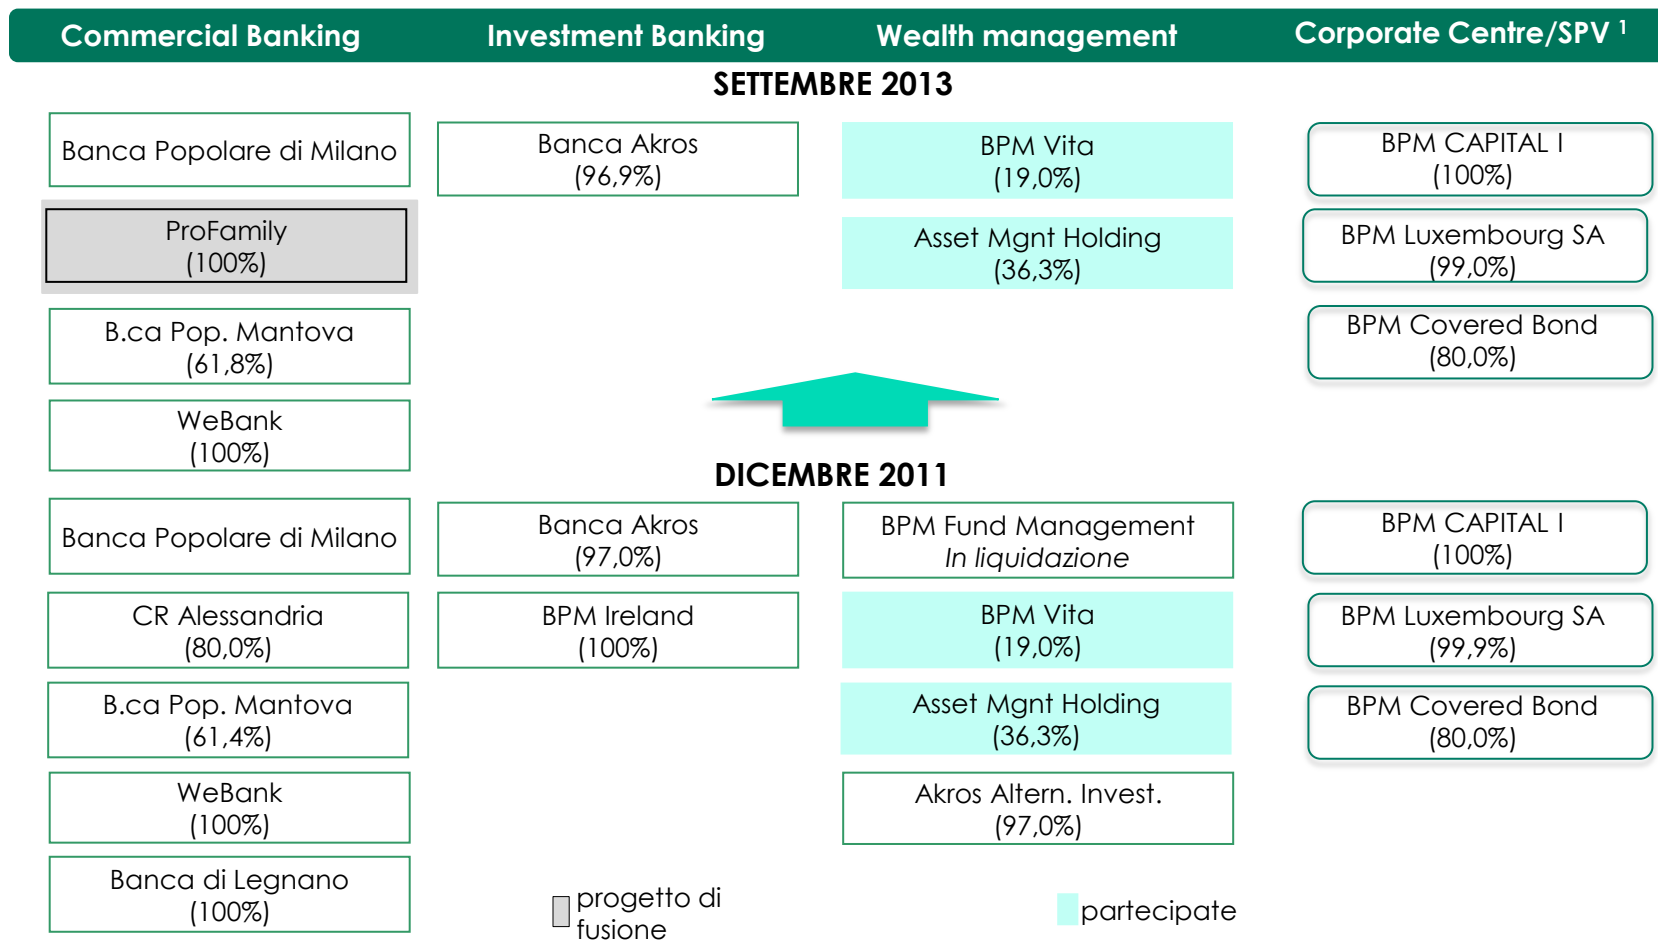 Commercial Banking
Investment Banking
Wealth management
Corporate Centre/SPV 1
SETTEMBRE 2013
Banca Popolare di Milano
ProFamily
(100%)
B.ca Pop. Mantova
(61,8%)
WeBank
(100%)
Banca Akros
(96,9%)
BPM Vita
(19,0%)
Asset Mgnt Holding
(36,3%)
BPM CAPITAL I
(100%)
BPM Luxembourg SA
(99,0%)
BPM Covered Bond
(80,0%)
DICEMBRE 2011
Banca Popolare di Milano
CR Alessandria
(80,0%)
B.ca Pop. Mantova
(61,4%)
WeBank
(100%)
Banca di Legnano
(100%)
Banca Akros
(97,0%)
BPM Ireland
(100%)
BPM Fund Management
In liquidazione
BPM Vita
(19,0%)
Asset Mgnt Holding
(36,3%)
Akros Altern. Invest.
(97,0%)
BPM CAPITAL I
(100%)
BPM Luxembourg SA
(99,9%)
BPM Covered Bond
(80,0%)
progetto di
fusione
partecipate